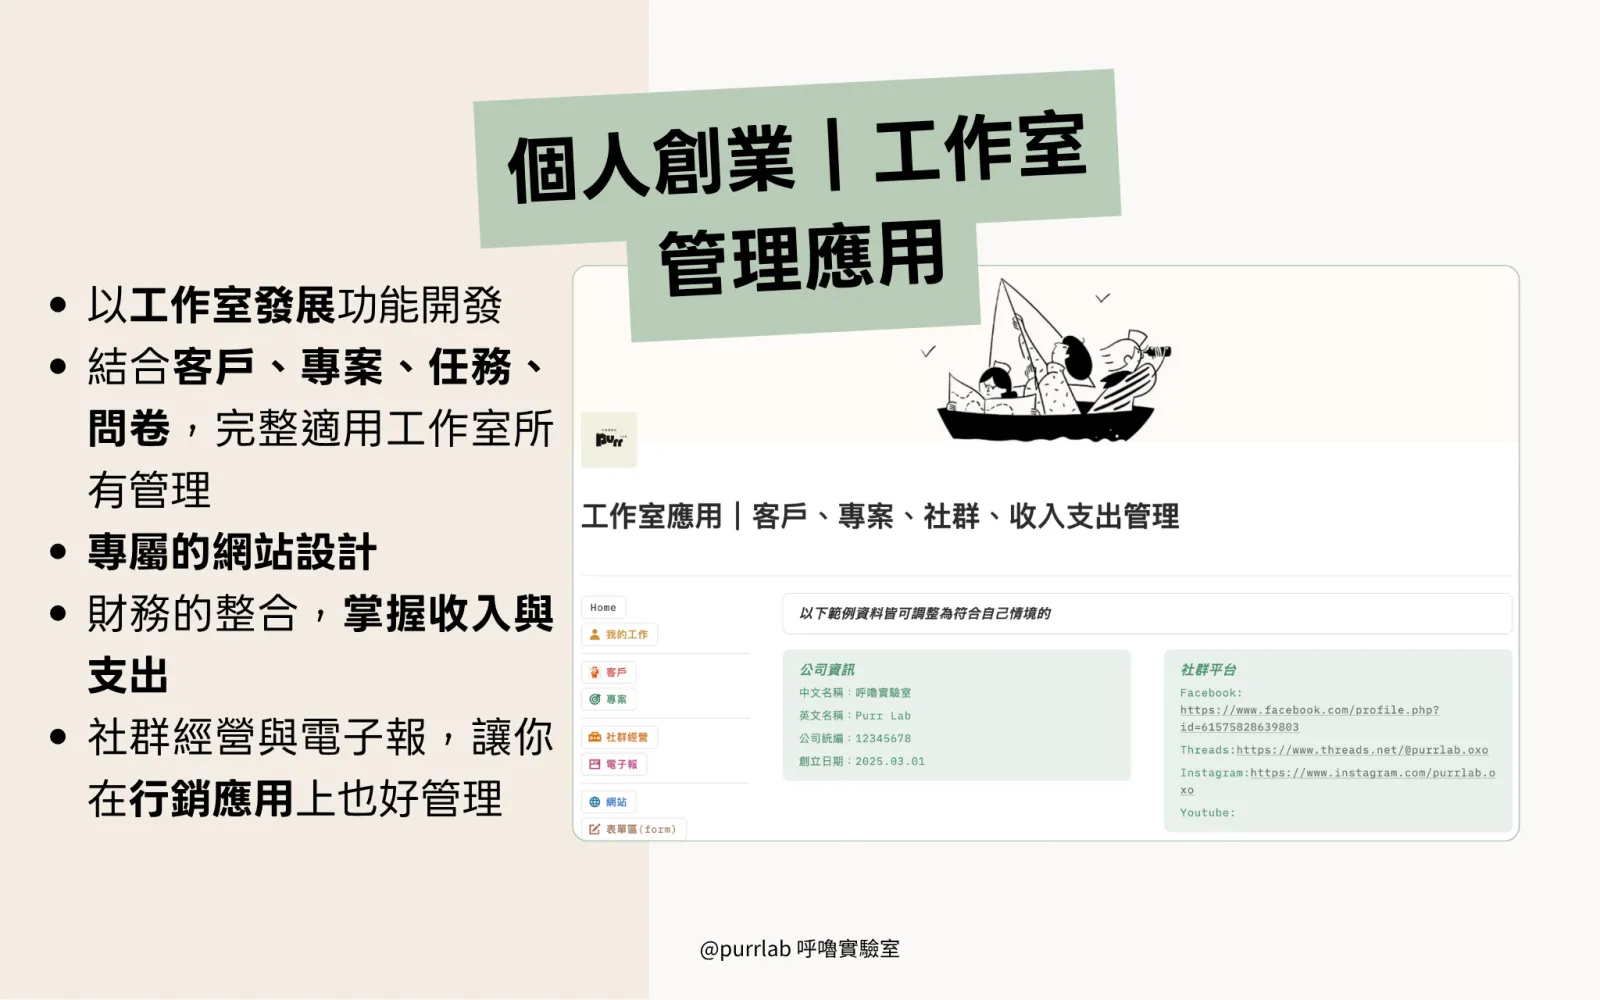 個人創業｜工作室
管理應用
以工作室發展功能開發
結合客戶、專案、任務、
問卷，完整適用工作室所
有管理
專屬的網站設計
財務的整合，掌握收入與
支出
社群經營與電子報，讓你
在行銷應用上也好管理
purr
工作室應用｜客戶、專案、社群、收入支出管理
Home
我的工作
客戶
專案
社群經營
電子報
網站
表單區(form)
以下範例資料皆可調整為符合自己情境的
公司資訊
中文名稱：呼嚕實驗室
英文名稱：Purr Lab
公司統編：12345678
創立日期：2025.03.01
社群平台
Facebook:
https://www.facebook.com/profile.php?
id=61575828639803
Threads:https://www.threads.net/@purrlab.oxo
Instagram:https://www.instagram.com/purrlab.o
xo
Youtube:
@purrlab 呼嚕實驗室